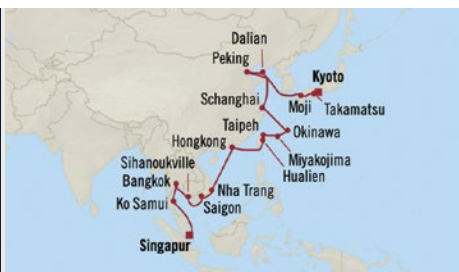 Dalian
Peking
Kyoto
Schanghai
Moji
Takamatsu
Taipeh
Okinawa
Hongkong
Miyakojima
Sihanoukville
Hualien
Bangkok
Nha Trang
Ko Samui
Saigon
Singapur